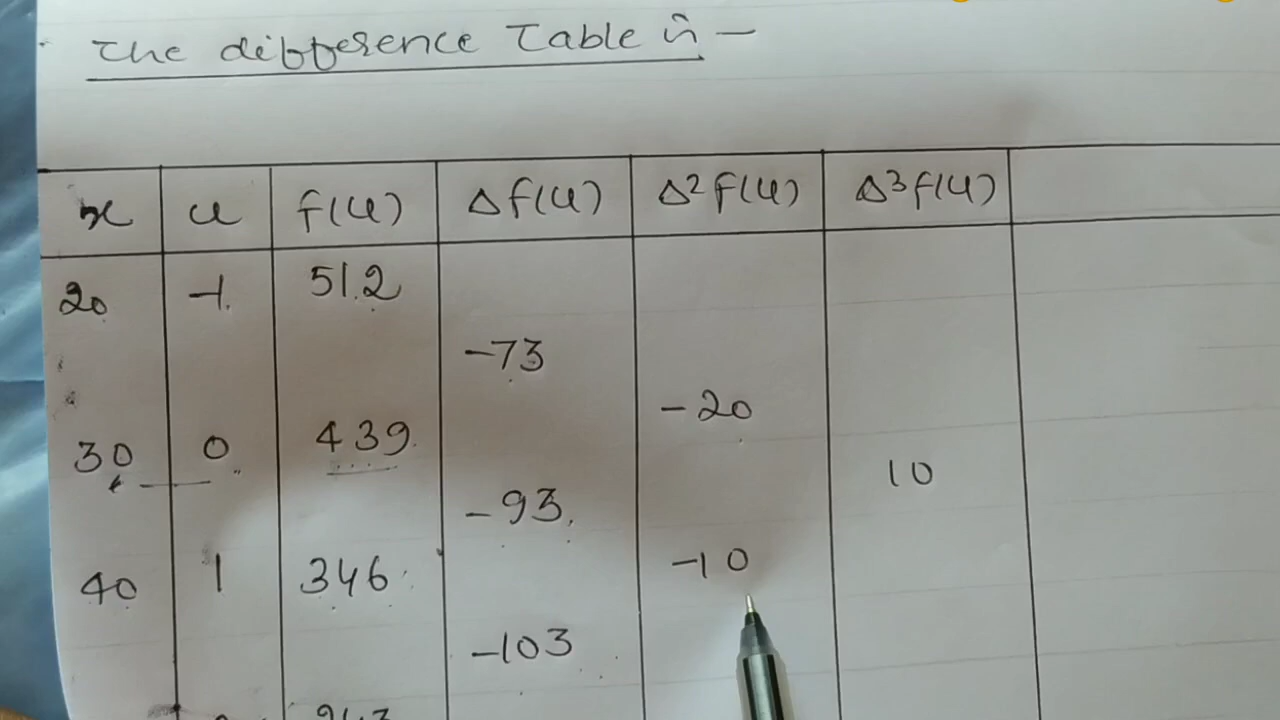 The difference Table is -
x u f(u) Δf(u) Δ²f(u) Δ³f(u)
20 -1 512
-73
-20
30 0 439
10
-93
40 1 346
-10
-103
243